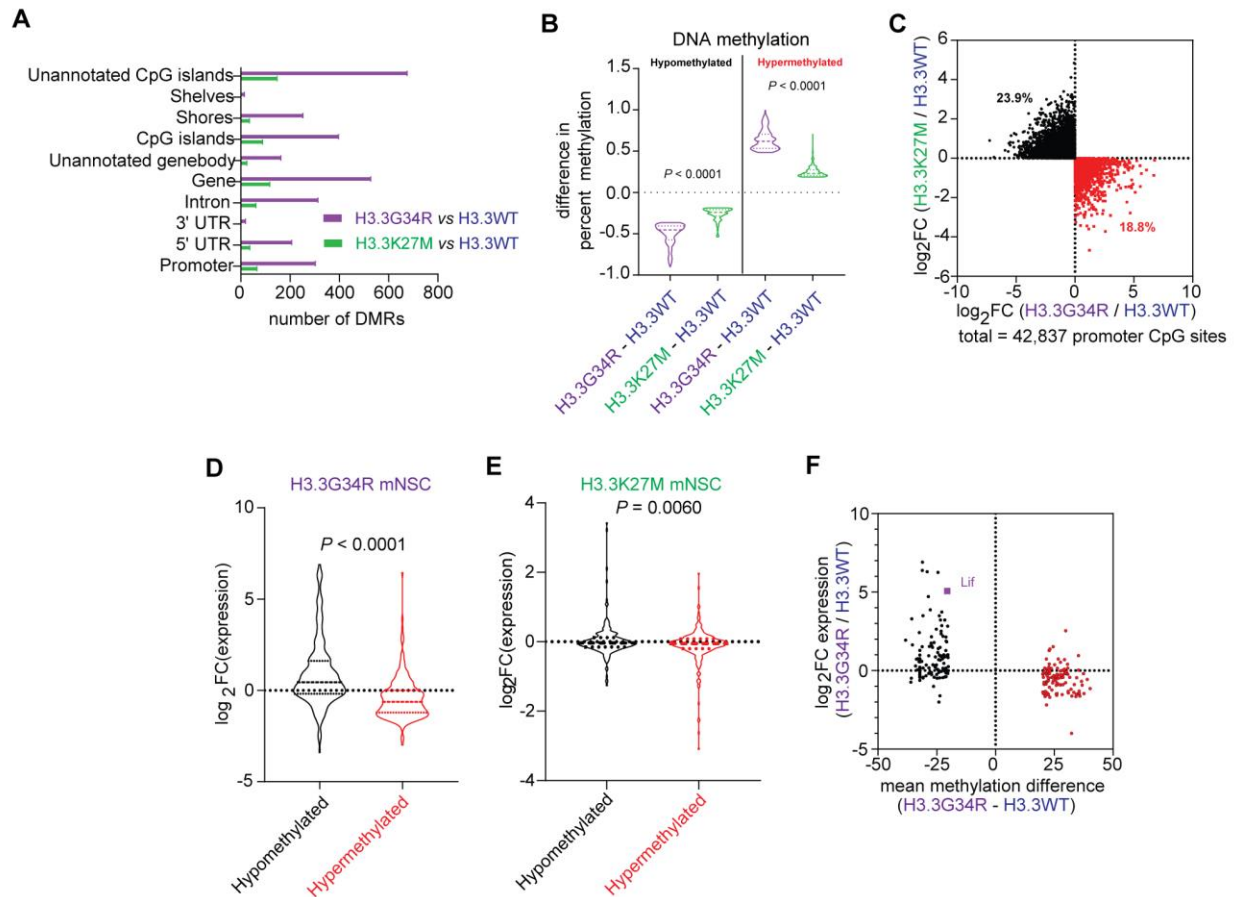 A
Unannotated CpG islands
Shelves
Shores
CpG islands
Unannotated genebody
Gene
Intron
3' UTR
5' UTR
Promoter
H3.3G34R vs H3.3WT
H3.3K27M vs H3.3WT
0 200 400 600 800
number of DMRs
B
DNA methylation
Hypomethylated
Hypermethylated
P < 0.0001
P < 0.0001
1.5
1.0
0.5
0.0
-0.5
-1.0
difference in
percent methylation
H3.3G34R - H3.3WT
H3.3K27M - H3.3WT
H3.3G34R - H3.3WT
H3.3K27M - H3.3WT
C
6
4
2
0
-2
-4
-6
log2FC (H3.3K27M / H3.3WT)
23.9%
18.8%
-10 -5 0 5 10
log2FC (H3.3G34R / H3.3WT)
total = 42,837 promoter CpG sites
D
H3.3G34R mNSC
P < 0.0001
10
5
0
-5
log2FC(expression)
Hypomethylated
Hypermethylated
E
H3.3K27M mNSC
P = 0.0060
4
2
0
-2
-4
log2FC(expression)
Hypomethylated
Hypermethylated
F
10
5
0
-5
log2FC expression
(H3.3G34R / H3.3WT)
Lif
-50 -25 0 25 50
mean methylation difference
(H3.3G34R - H3.3WT)